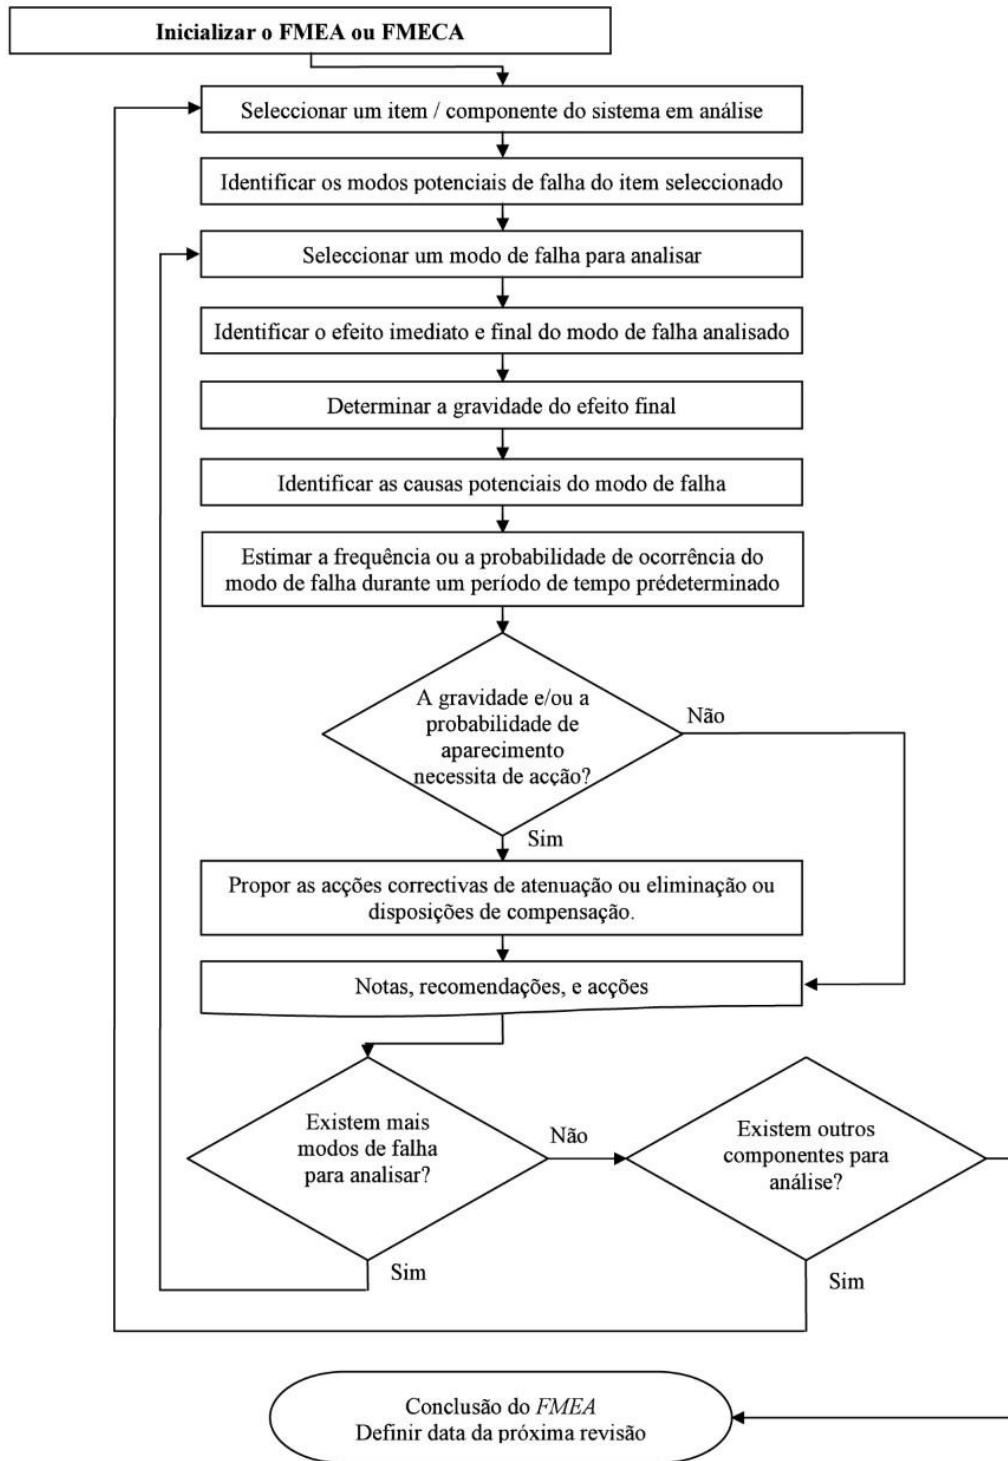 Inicializar o FMEA ou FMECA
Seleccionar um item / componente do sistema em análise
Identificar os modos potenciais de falha do item seleccionado
Seleccionar um modo de falha para analisar
Identificar o efeito imediato e final do modo de falha analisado
Determinar a gravidade do efeito final
Identificar as causas potenciais do modo de falha
Estimar a frequência ou a probabilidade de ocorrência do
modo de falha durante um período de tempo prédeterminado
A gravidade e/ou a
probabilidade de
aparecimento
necessita de acção?
Não
Sim
Propor as acções correctivas de atenuação ou eliminação ou
disposições de compensação.
Notas, recomendações, e acções
Existem mais
modos de falha
para analisar?
Não
Existem outros
componentes para
análise?
Sim
Sim
Conclusão do FMEA
Definir data da próxima revisão